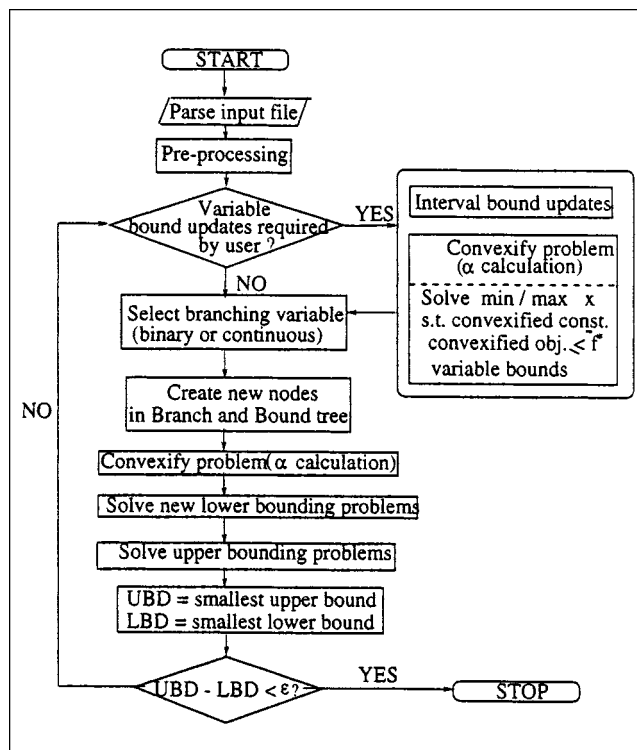 START
Parse input file
Pre-processing
Variable
bound updates required
by user ?
YES
NO
Interval bound updates
Convexify problem
(α calculation)
Solve min / max x
s.t. convexified const.
convexified obj. ≤ f*
variable bounds
Select branching variable
(binary or continuous)
Create new nodes
in Branch and Bound tree
NO
Convexify problem(α calculation)
Solve new lower bounding problems
Solve upper bounding problems
UBD = smallest upper bound
LBD = smallest lower bound
UBD - LBD < ε?
YES
STOP